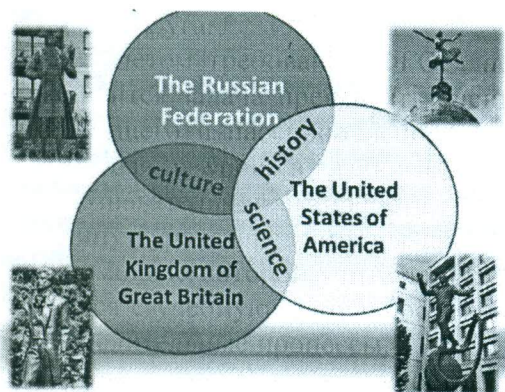 The Russian
Federation
culture
history
science
The United
States of
America
The United
Kingdom of
Great Britain